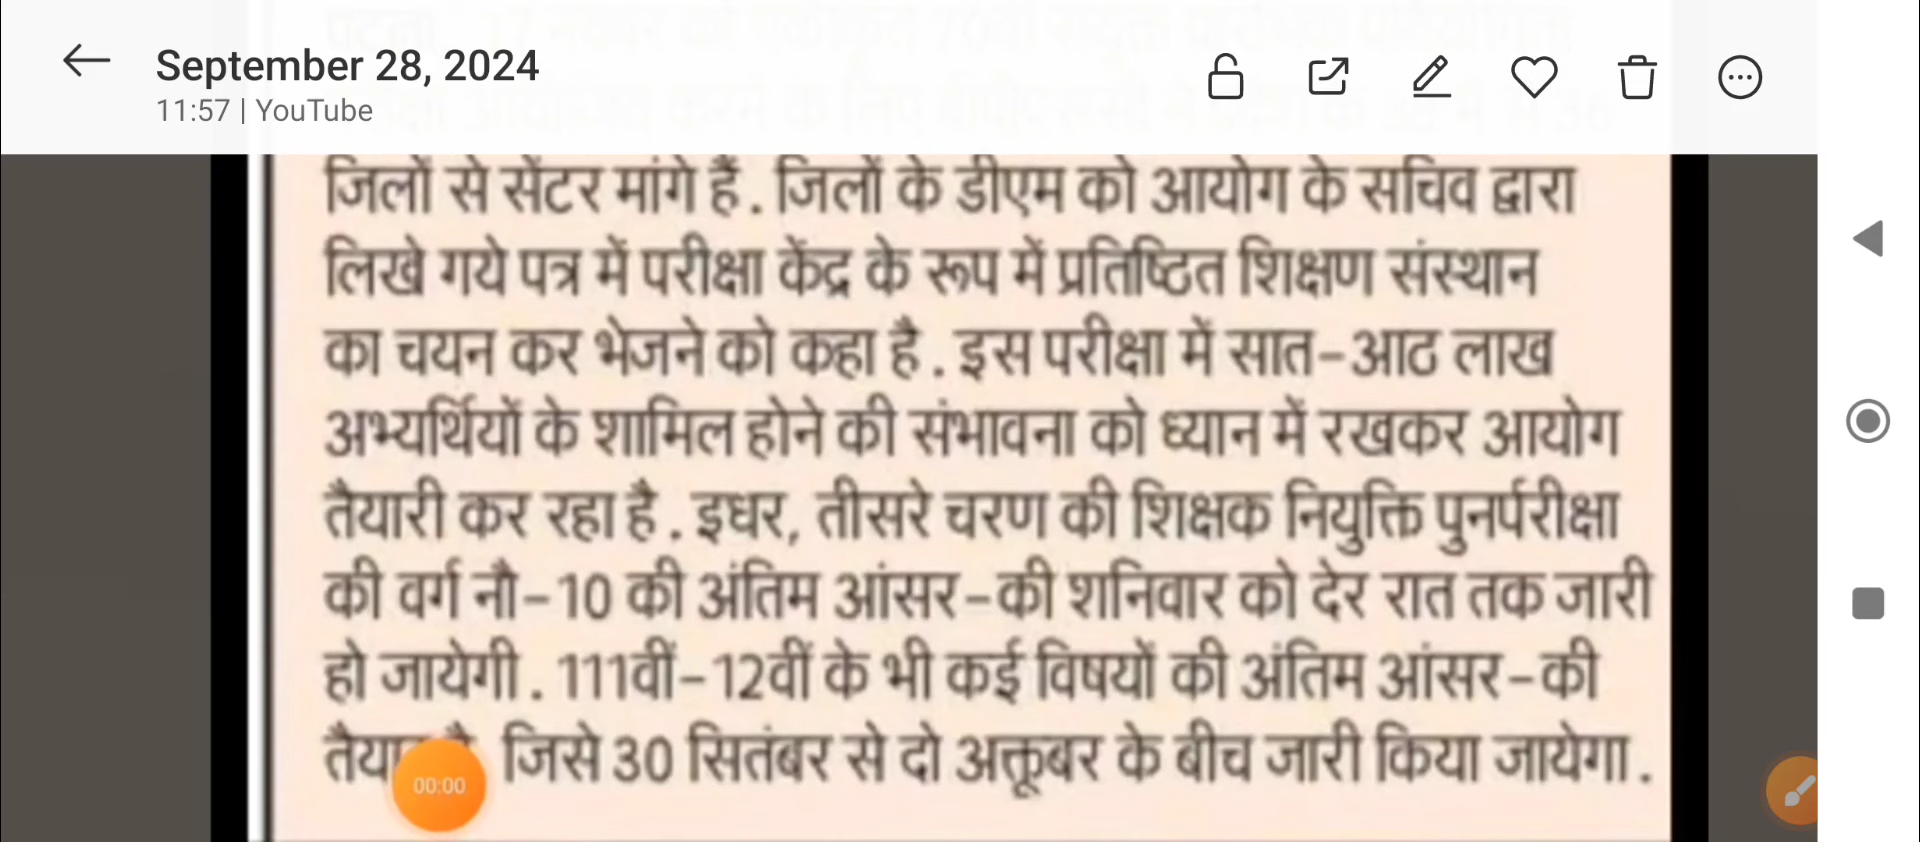 September 28, 2024
11:57 | YouTube
जिलों से सेंटर मांगे हैं . जिलों के डीएम को आयोग के सचिव द्वारा
लिखे गये पत्र में परीक्षा केंद्र के रूप में प्रतिष्ठित शिक्षण संस्थान
का चयन कर भेजने को कहा है . इस परीक्षा में सात-आठ लाख
अभ्यर्थियों के शामिल होने की संभावना को ध्यान में रखकर आयोग
तैयारी कर रहा है . इधर, तीसरे चरण की शिक्षक नियुक्ति पुनर्परीक्षा
की वर्ग नौ-10 की अंतिम आंसर-की शनिवार को देर रात तक जारी
हो जायेगी . 111वीं-12वीं के भी कई विषयों की अंतिम आंसर-की
जिसे 30 सितंबर से दो अक्तूबर के बीच जारी किया जायेगा .
00:00